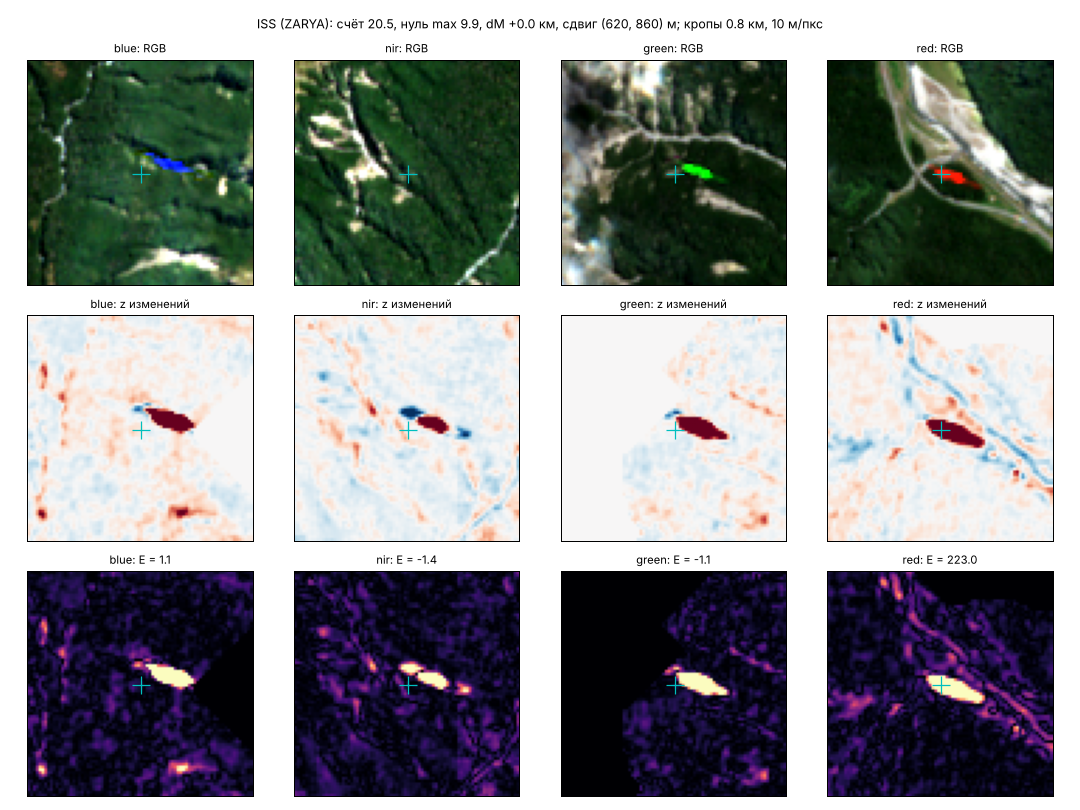 ISS (ZARYA): счёт 20.5, нуль max 9.9, dM +0.0 км, сдвиг (620, 860) м; кропы 0.8 км, 10 м/пкс
blue: RGB
nir: RGB
green: RGB
red: RGB
blue: z изменений
nir: z изменений
green: z изменений
red: z изменений
blue: E = 1.1
nir: E = -1.4
green: E = -1.1
red: E = 223.0